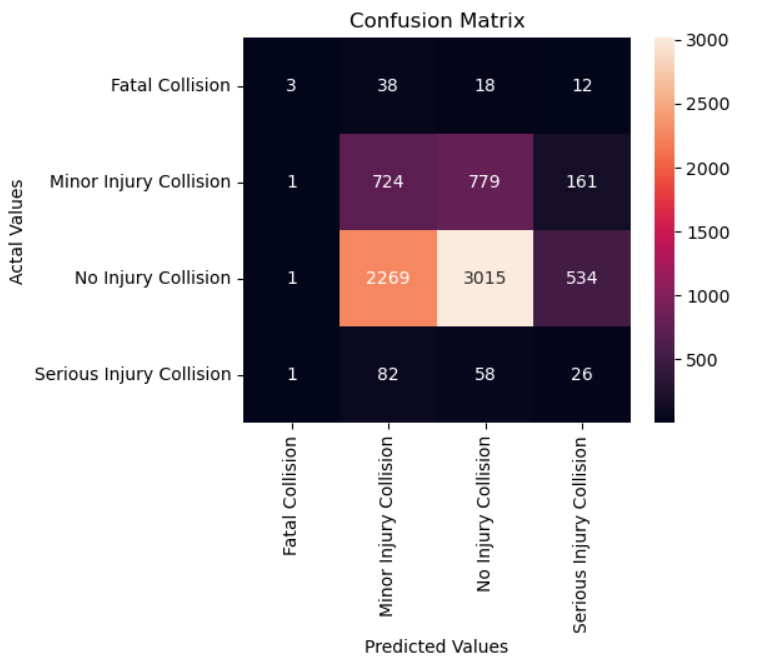 Confusion Matrix
Actal Values
Fatal Collision
3 38 18 12
Minor Injury Collision
1 724 779 161
No Injury Collision
1 2269 3015 534
Serious Injury Collision
1 82 58 26
3000
2500
2000
1500
1000
500
Fatal Collision
Minor Injury Collision
No Injury Collision
Serious Injury Collision
Predicted Values